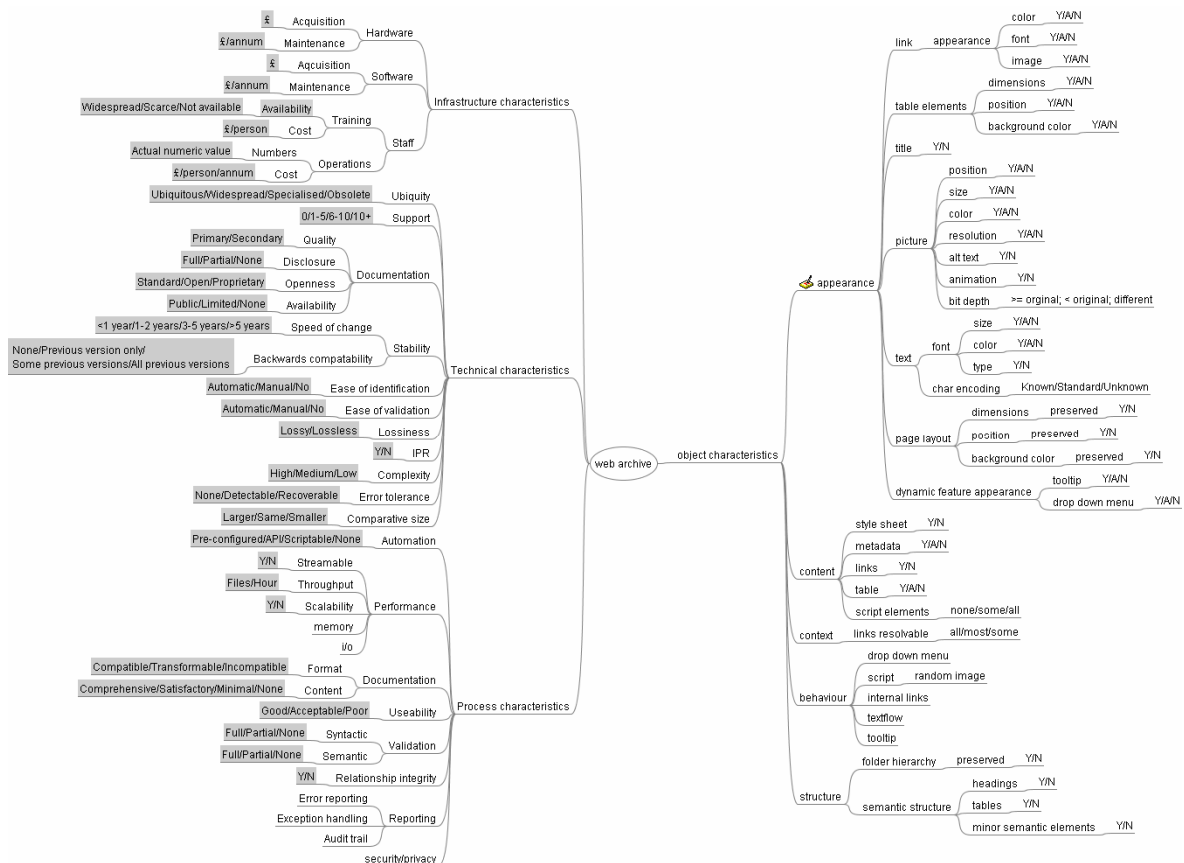 £ Acquisition
Hardware
£/annum Maintenance
£ Aqcuisition
Software
£/annum Maintenance
Infrastructure characteristics
Widespread/Scarce/Not available Availability
Training
£/person Cost
Staff
Actual numeric value Numbers
Operations
£/person/annum Cost
Ubiquitous/Widespread/Specialised/Obsolete Ubiquity
0/1-5/6-10/10+ Support
Primary/Secondary Quality
Full/Partial/None Disclosure
Documentation
Standard/Open/Proprietary Openness
Public/Limited/None Availability
<1 year/1-2 years/3-5 years/>5 years Speed of change
Stability
None/Previous version only/
Some previous versions/All previous versions Backwards compatability
Technical characteristics
Automatic/Manual/No Ease of identification
Automatic/Manual/No Ease of validation
Lossy/Lossless Lossiness
Y/N IPR
High/Medium/Low Complexity
None/Detectable/Recoverable Error tolerance
Larger/Same/Smaller Comparative size
Pre-configured/API/Scriptable/None Automation
Y/N Streamable
Files/Hour Throughput
Performance
Y/N Scalability
memory
i/o
Compatible/Transformable/Incompatible Format
Documentation
Comprehensive/Satisfactory/Minimal/None Content
Process characteristics
Good/Acceptable/Poor Useability
Full/Partial/None Syntactic
Validation
Full/Partial/None Semantic
Y/N Relationship integrity
Error reporting
Exception handling Reporting
Audit trail
security/privacy
web archive
object characteristics
appearance
link appearance
color Y/A/N
font Y/A/N
image Y/A/N
table elements
dimensions Y/A/N
position Y/A/N
background color Y/A/N
title Y/N
picture
position Y/A/N
size Y/A/N
color Y/A/N
resolution Y/A/N
alt text Y/N
animation Y/N
bit depth >= orginal; < original; different
text
font
size Y/A/N
color Y/A/N
type Y/N
char encoding Known/Standard/Unknown
page layout
dimensions preserved Y/N
position preserved Y/N
background color preserved Y/N
dynamic feature appearance
tooltip Y/A/N
drop down menu Y/A/N
content
style sheet Y/N
metadata Y/A/N
links Y/N
table Y/A/N
script elements none/some/all
context links resolvable all/most/some
behaviour
drop down menu
script random image
internal links
textflow
tooltip
structure
folder hierarchy preserved Y/N
semantic structure
headings Y/N
tables Y/N
minor semantic elements Y/N